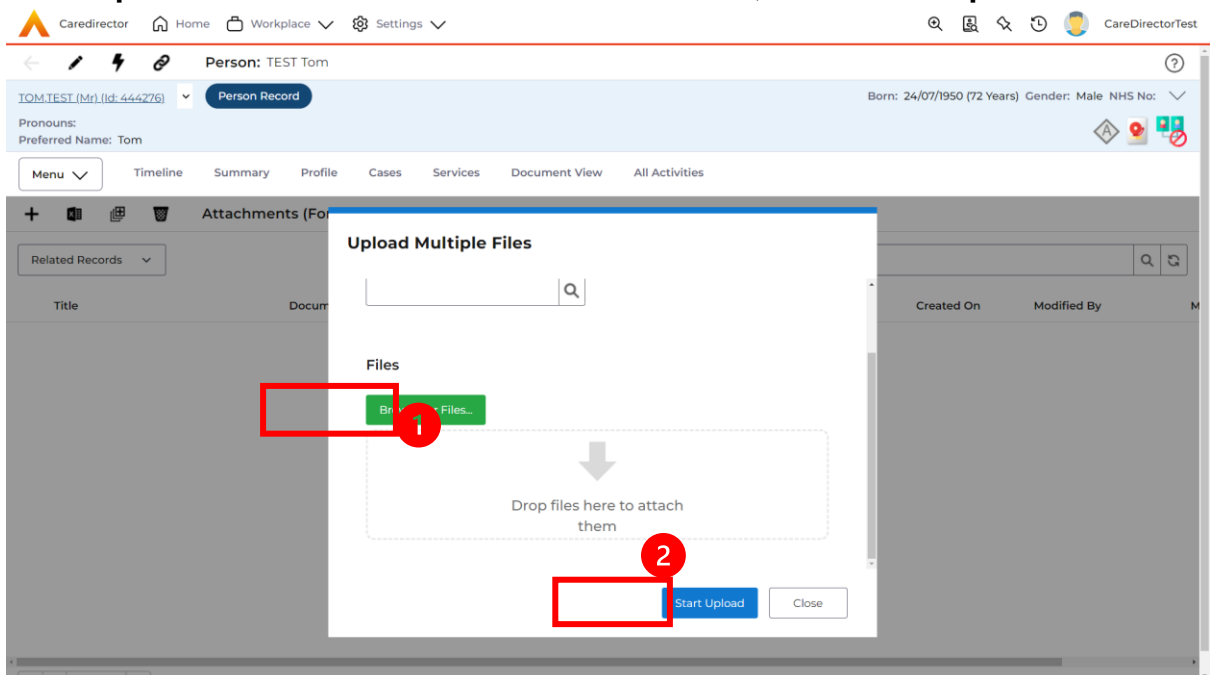 Caredirector Home Workplace Settings CareDirectorTest
Person: TEST Tom
TOM,TEST (Mr) (Id: 444276) Person Record Born: 24/07/1950 (72 Years) Gender: Male NHS No:
Pronouns:
Preferred Name: Tom
A
Menu Timeline Summary Profile Cases Services Document View All Activities
Attachments (For
Upload Multiple Files
Related Records
Title Docum Created On Modified By M
Files
Files...
1
Drop files here to attach
them
2
Start Upload Close